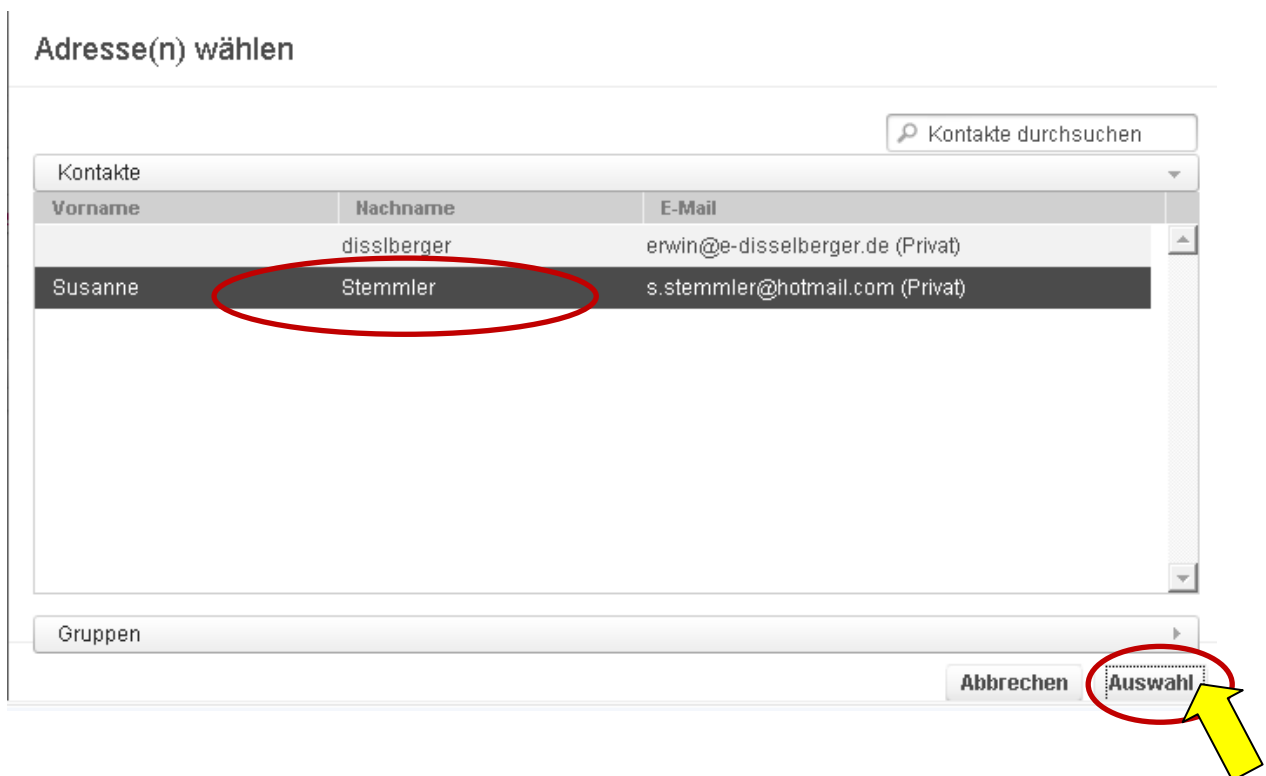 Adresse(n) wählen
Kontakte durchsuchen
Kontakte
Vorname Nachname E-Mail
disslberger erwin@e-disselberger.de (Privat)
Susanne Stemmler s.stemmler@hotmail.com (Privat)
Gruppen
Abbrechen Auswahl